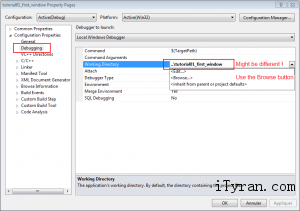 tutorial01_first_window Property Pages
Configuration: Active(Debug) Platform: Active(Win32) Configuration Manager...
Common Properties
Configuration Properties
General
Debugging
VC++ Directories
C/C++
Linker
Manifest Tool
XML Document Generator
Browse Information
Build Events
Custom Build Step
Custom Build Tool
Code Analysis
Debugger to launch:
Local Windows Debugger
Command $(TargetPath)
Command Arguments
Working Directory ..\tutorial01_first_window Might be different !
Attach <Edit...>
Debugger Type <Browse...> Use the Browse button
Environment <inherit from parent or project defaults>
Merge Environment Yes
SQL Debugging No
Working Directory
The application's working directory. By default, the directory containing the project file.
OK Annuler Appliquer
iTyran.com